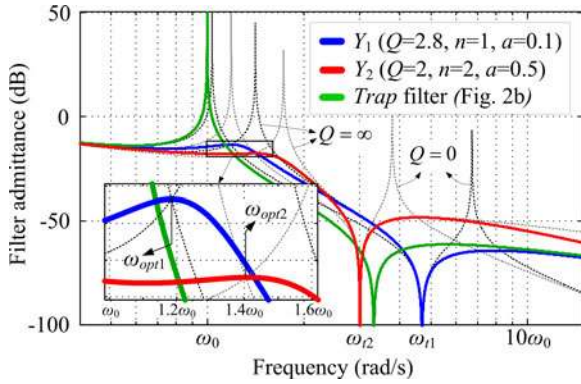 50
0
-50
-100
Filter admittance (dB)
Y1 (Q=2.8, n=1, a=0.1)
Y2 (Q=2, n=2, a=0.5)
Trap filter (Fig. 2b)
Q = ∞
Q = 0
ωopt2
ωopt1
ω0
1.2ω0
1.4ω0
1.6ω0
ω0
ωt2
ωt1
10ω0
Frequency (rad/s)